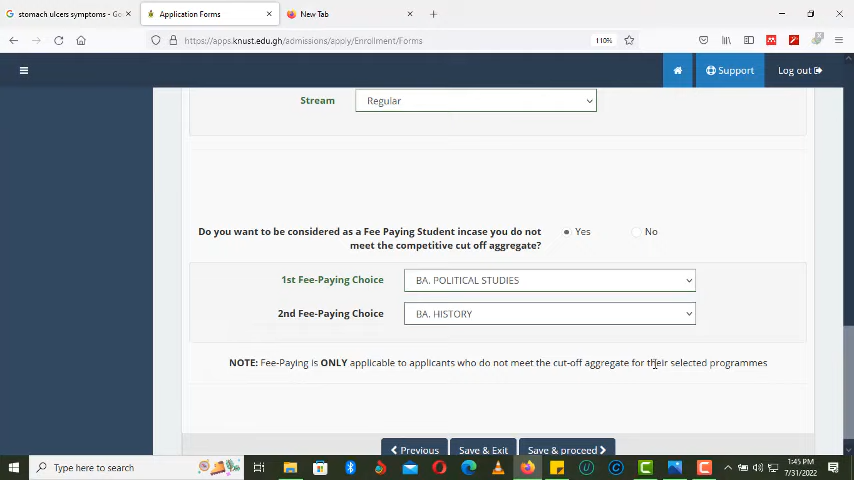 stomach ulcers symptoms - Go
Application Forms
New Tab
https://apps.knust.edu.gh/admissions/apply/Enrollment/Forms
110%
Support
Log out
Stream
Regular
Do you want to be considered as a Fee Paying Student incase you do not
meet the competitive cut off aggregate?
Yes
No
1st Fee-Paying Choice
BA. POLITICAL STUDIES
2nd Fee-Paying Choice
BA. HISTORY
NOTE: Fee-Paying is ONLY applicable to applicants who do not meet the cut-off aggregate for their selected programmes
Previous
Save & Exit
Save & proceed
Type here to search
1:45 PM
7/31/2022